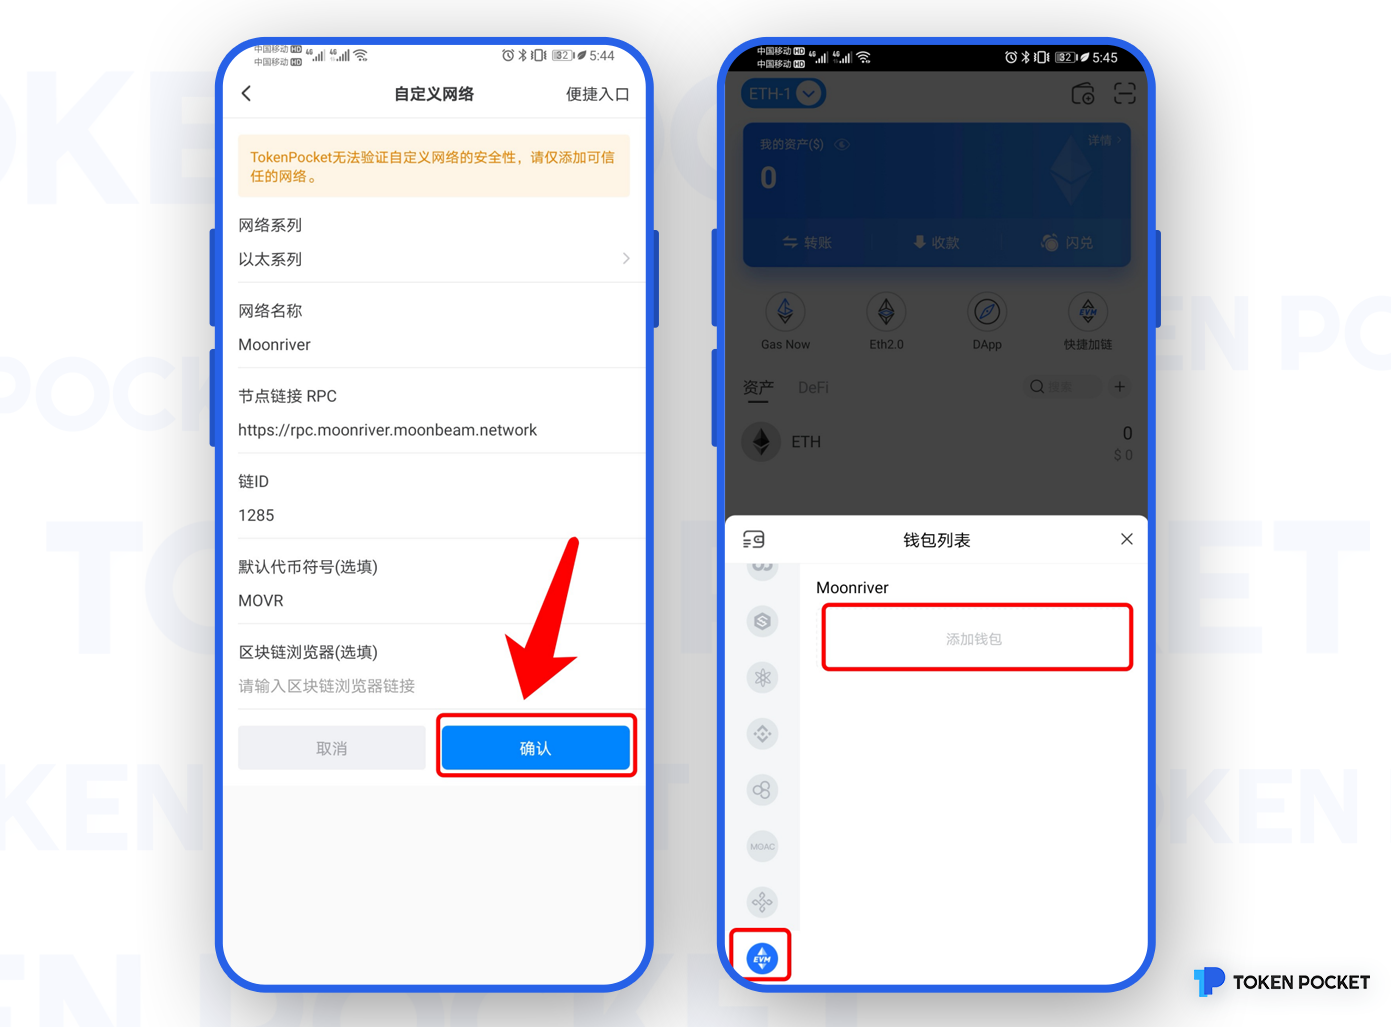 中国移动 HD
中国移动 HD
4G
4G
32
5:44
自定义网络
便捷入口
TokenPocket无法验证自定义网络的安全性，请仅添加可信
任的网络。
网络系列
以太系列
网络名称
Moonriver
节点链接 RPC
https://rpc.moonriver.moonbeam.network
链ID
1285
默认代币符号(选填)
MOVR
区块链浏览器(选填)
请输入区块链浏览器链接
取消
确认
中国移动 HD
中国移动 HD
4G
4G
32
5:45
ETH-1
我的资产($)
详情
0
转账
收款
闪兑
EVM
Gas Now
Eth2.0
DApp
快捷加链
资产
DeFi
搜索
ETH
0
$ 0
钱包列表
Moonriver
添加钱包
MOAC
EVM
TOKEN POCKET